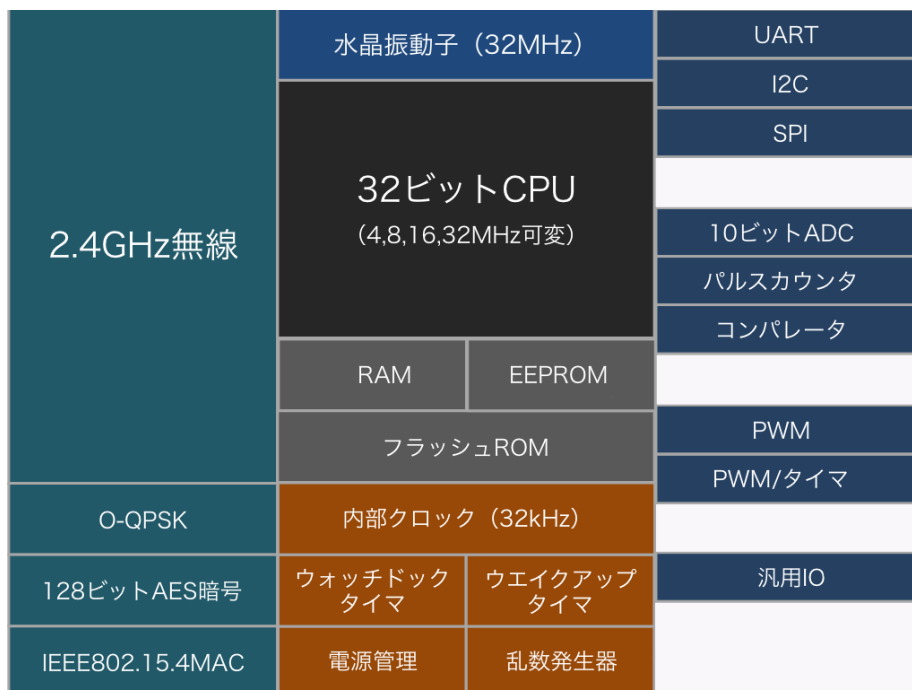 2.4GHz無線
O-QPSK
128ビットAES暗号
IEEE802.15.4MAC
水晶振動子（32MHz）
32ビットCPU
（4,8,16,32MHz可変）
RAM
EEPROM
フラッシュROM
内部クロック（32kHz）
ウォッチドック
タイマ
ウエイクアップ
タイマ
電源管理
乱数発生器
UART
I2C
SPI
10ビットADC
パルスカウンタ
コンパレータ
PWM
PWM/タイマ
汎用IO